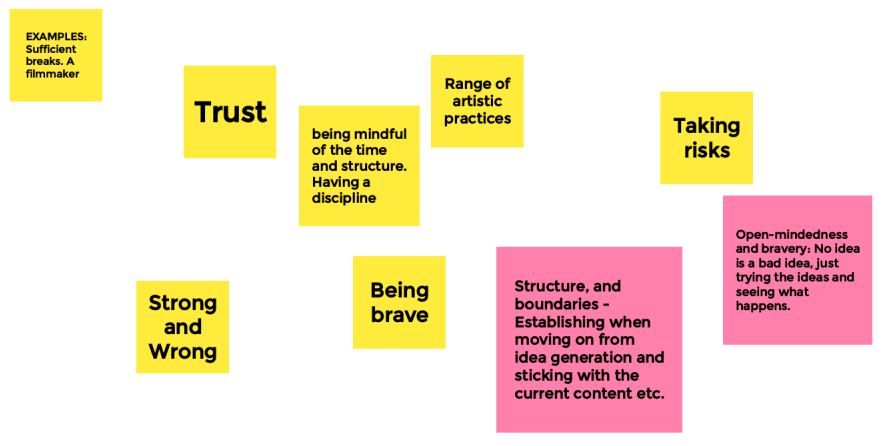 EXAMPLES:
Sufficient
breaks. A
filmmaker
Trust
being mindful
of the time
and structure.
Having a
discipline
Range of
artistic
practices
Taking
risks
Open-mindedness
and bravery: No idea
is a bad idea, just
trying the ideas and
seeing what
happens.
Strong
and
Wrong
Being
brave
Structure, and
boundaries -
Establishing when
moving on from
idea generation and
sticking with the
current content etc.